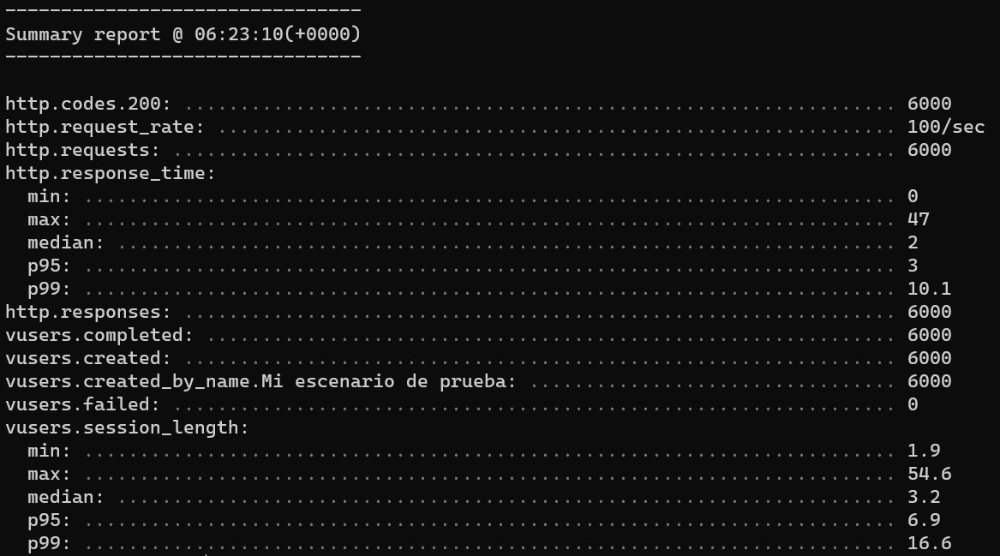 --------------------------------
Summary report @ 06:23:10(+0000)
--------------------------------
http.codes.200: ................................................................ 6000
http.request_rate: ............................................................. 100/sec
http.requests: ................................................................. 6000
http.response_time:
min: ......................................................................... 0
max: ......................................................................... 47
median: ...................................................................... 2
p95: ......................................................................... 3
p99: ......................................................................... 10.1
http.responses: ................................................................ 6000
vusers.completed: .............................................................. 6000
vusers.created: ................................................................ 6000
vusers.created_by_name.Mi escenario de prueba: ................................. 6000
vusers.failed: ................................................................. 0
vusers.session_length:
min: ......................................................................... 1.9
max: ......................................................................... 54.6
median: ...................................................................... 3.2
p95: ......................................................................... 6.9
p99: ......................................................................... 16.6